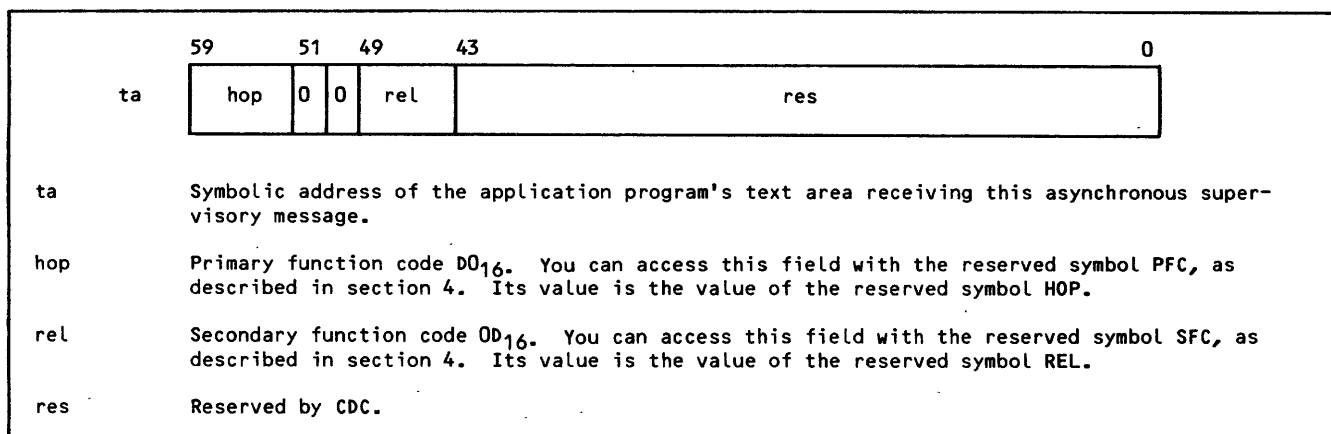 59 51 49 43 0
ta hop 0 0 rel res
ta Symbolic address of the application program's text area receiving this asynchronous super-
visory message.
hop Primary function code D0₁₆. You can access this field with the reserved symbol PFC, as
described in section 4. Its value is the value of the reserved symbol HOP.
rel Secondary function code 0D₁₆. You can access this field with the reserved symbol SFC, as
described in section 4. Its value is the value of the reserved symbol REL.
res Reserved by CDC.